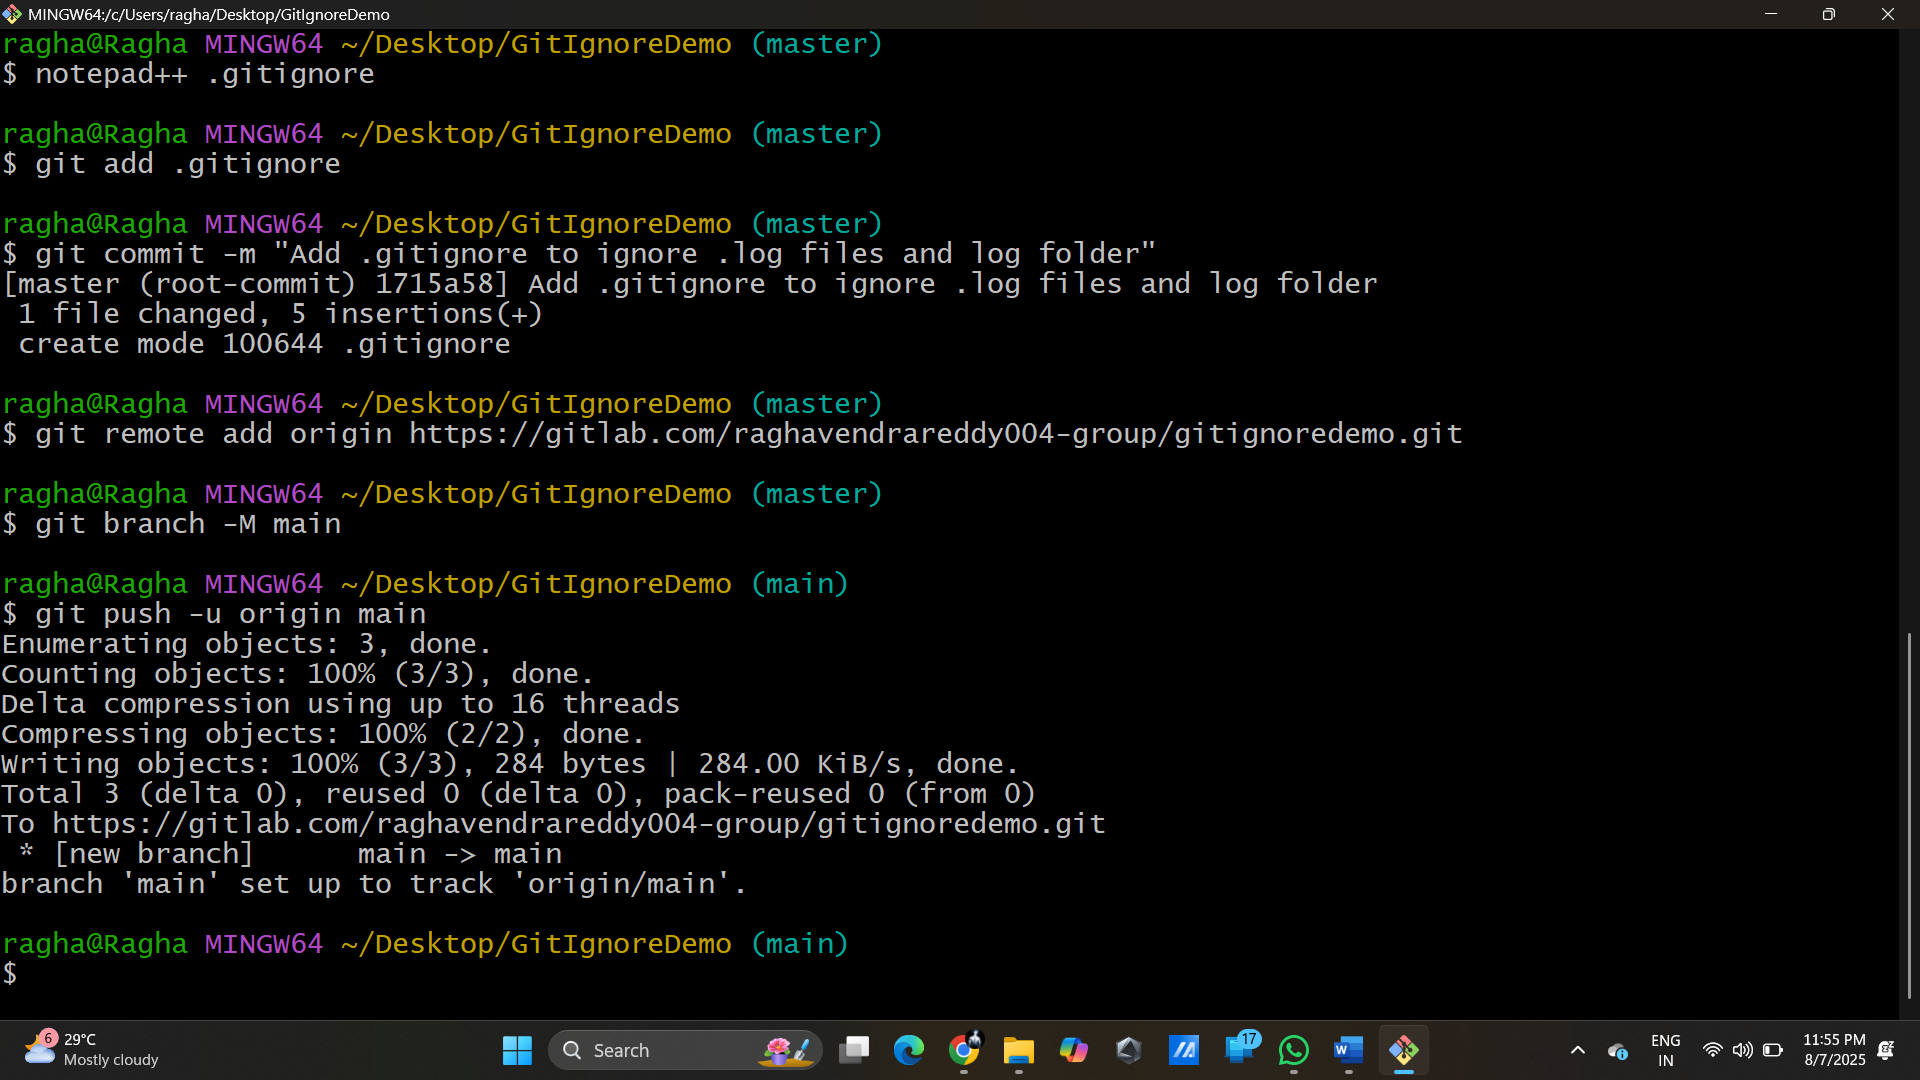 MINGW64:/c/Users/ragha/Desktop/GitIgnoreDemo
ragha@Ragha MINGW64 ~/Desktop/GitIgnoreDemo (master)
$ notepad++ .gitignore
ragha@Ragha MINGW64 ~/Desktop/GitIgnoreDemo (master)
$ git add .gitignore
ragha@Ragha MINGW64 ~/Desktop/GitIgnoreDemo (master)
$ git commit -m "Add .gitignore to ignore .log files and log folder"
[master (root-commit) 1715a58] Add .gitignore to ignore .log files and log folder
 1 file changed, 5 insertions(+)
 create mode 100644 .gitignore
ragha@Ragha MINGW64 ~/Desktop/GitIgnoreDemo (master)
$ git remote add origin https://gitlab.com/raghavendrareddy004-group/gitignoredemo.git
ragha@Ragha MINGW64 ~/Desktop/GitIgnoreDemo (master)
$ git branch -M main
ragha@Ragha MINGW64 ~/Desktop/GitIgnoreDemo (main)
$ git push -u origin main
Enumerating objects: 3, done.
Counting objects: 100% (3/3), done.
Delta compression using up to 16 threads
Compressing objects: 100% (2/2), done.
Writing objects: 100% (3/3), 284 bytes | 284.00 KiB/s, done.
Total 3 (delta 0), reused 0 (delta 0), pack-reused 0 (from 0)
To https://gitlab.com/raghavendrareddy004-group/gitignoredemo.git
 * [new branch]      main -> main
branch 'main' set up to track 'origin/main'.
ragha@Ragha MINGW64 ~/Desktop/GitIgnoreDemo (main)
$
6
29°C
Mostly cloudy
Search
17
W
ENG
IN
11:55 PM
8/7/2025